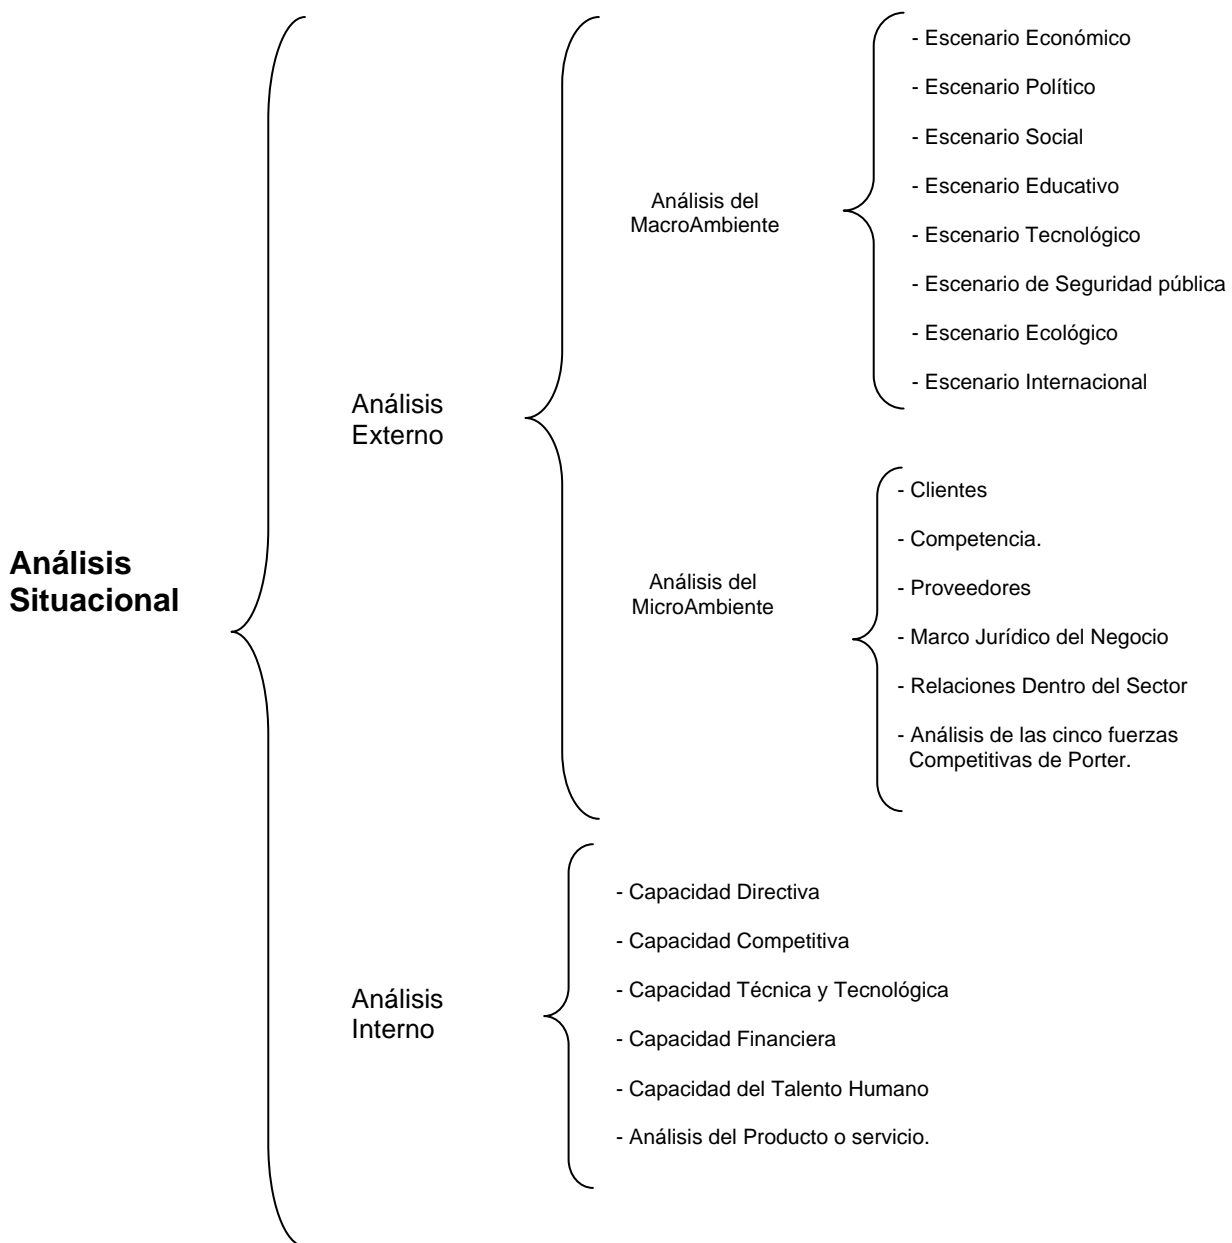 Análisis
Situacional
Análisis
Externo
Análisis del
MacroAmbiente
- Escenario Económico
- Escenario Político
- Escenario Social
- Escenario Educativo
- Escenario Tecnológico
- Escenario de Seguridad pública
- Escenario Ecológico
- Escenario Internacional
Análisis del
MicroAmbiente
- Clientes
- Competencia.
- Proveedores
- Marco Jurídico del Negocio
- Relaciones Dentro del Sector
- Análisis de las cinco fuerzas
Competitivas de Porter.
Análisis
Interno
- Capacidad Directiva
- Capacidad Competitiva
- Capacidad Técnica y Tecnológica
- Capacidad Financiera
- Capacidad del Talento Humano
- Análisis del Producto o servicio.